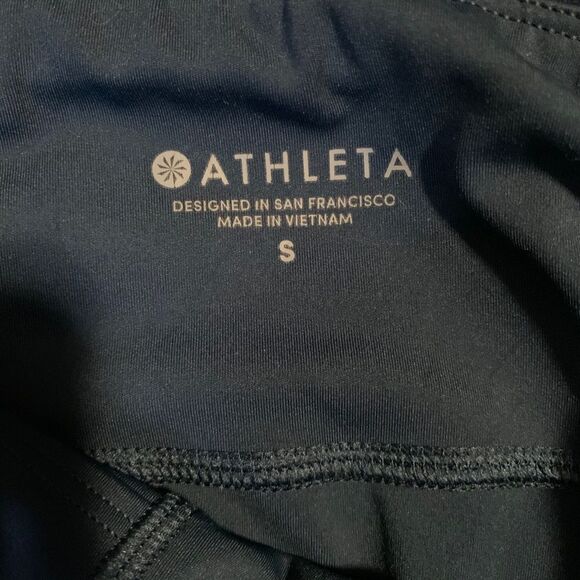 ATHLETA
DESIGNED IN SAN FRANCISCO
MADE IN VIETNAM
S